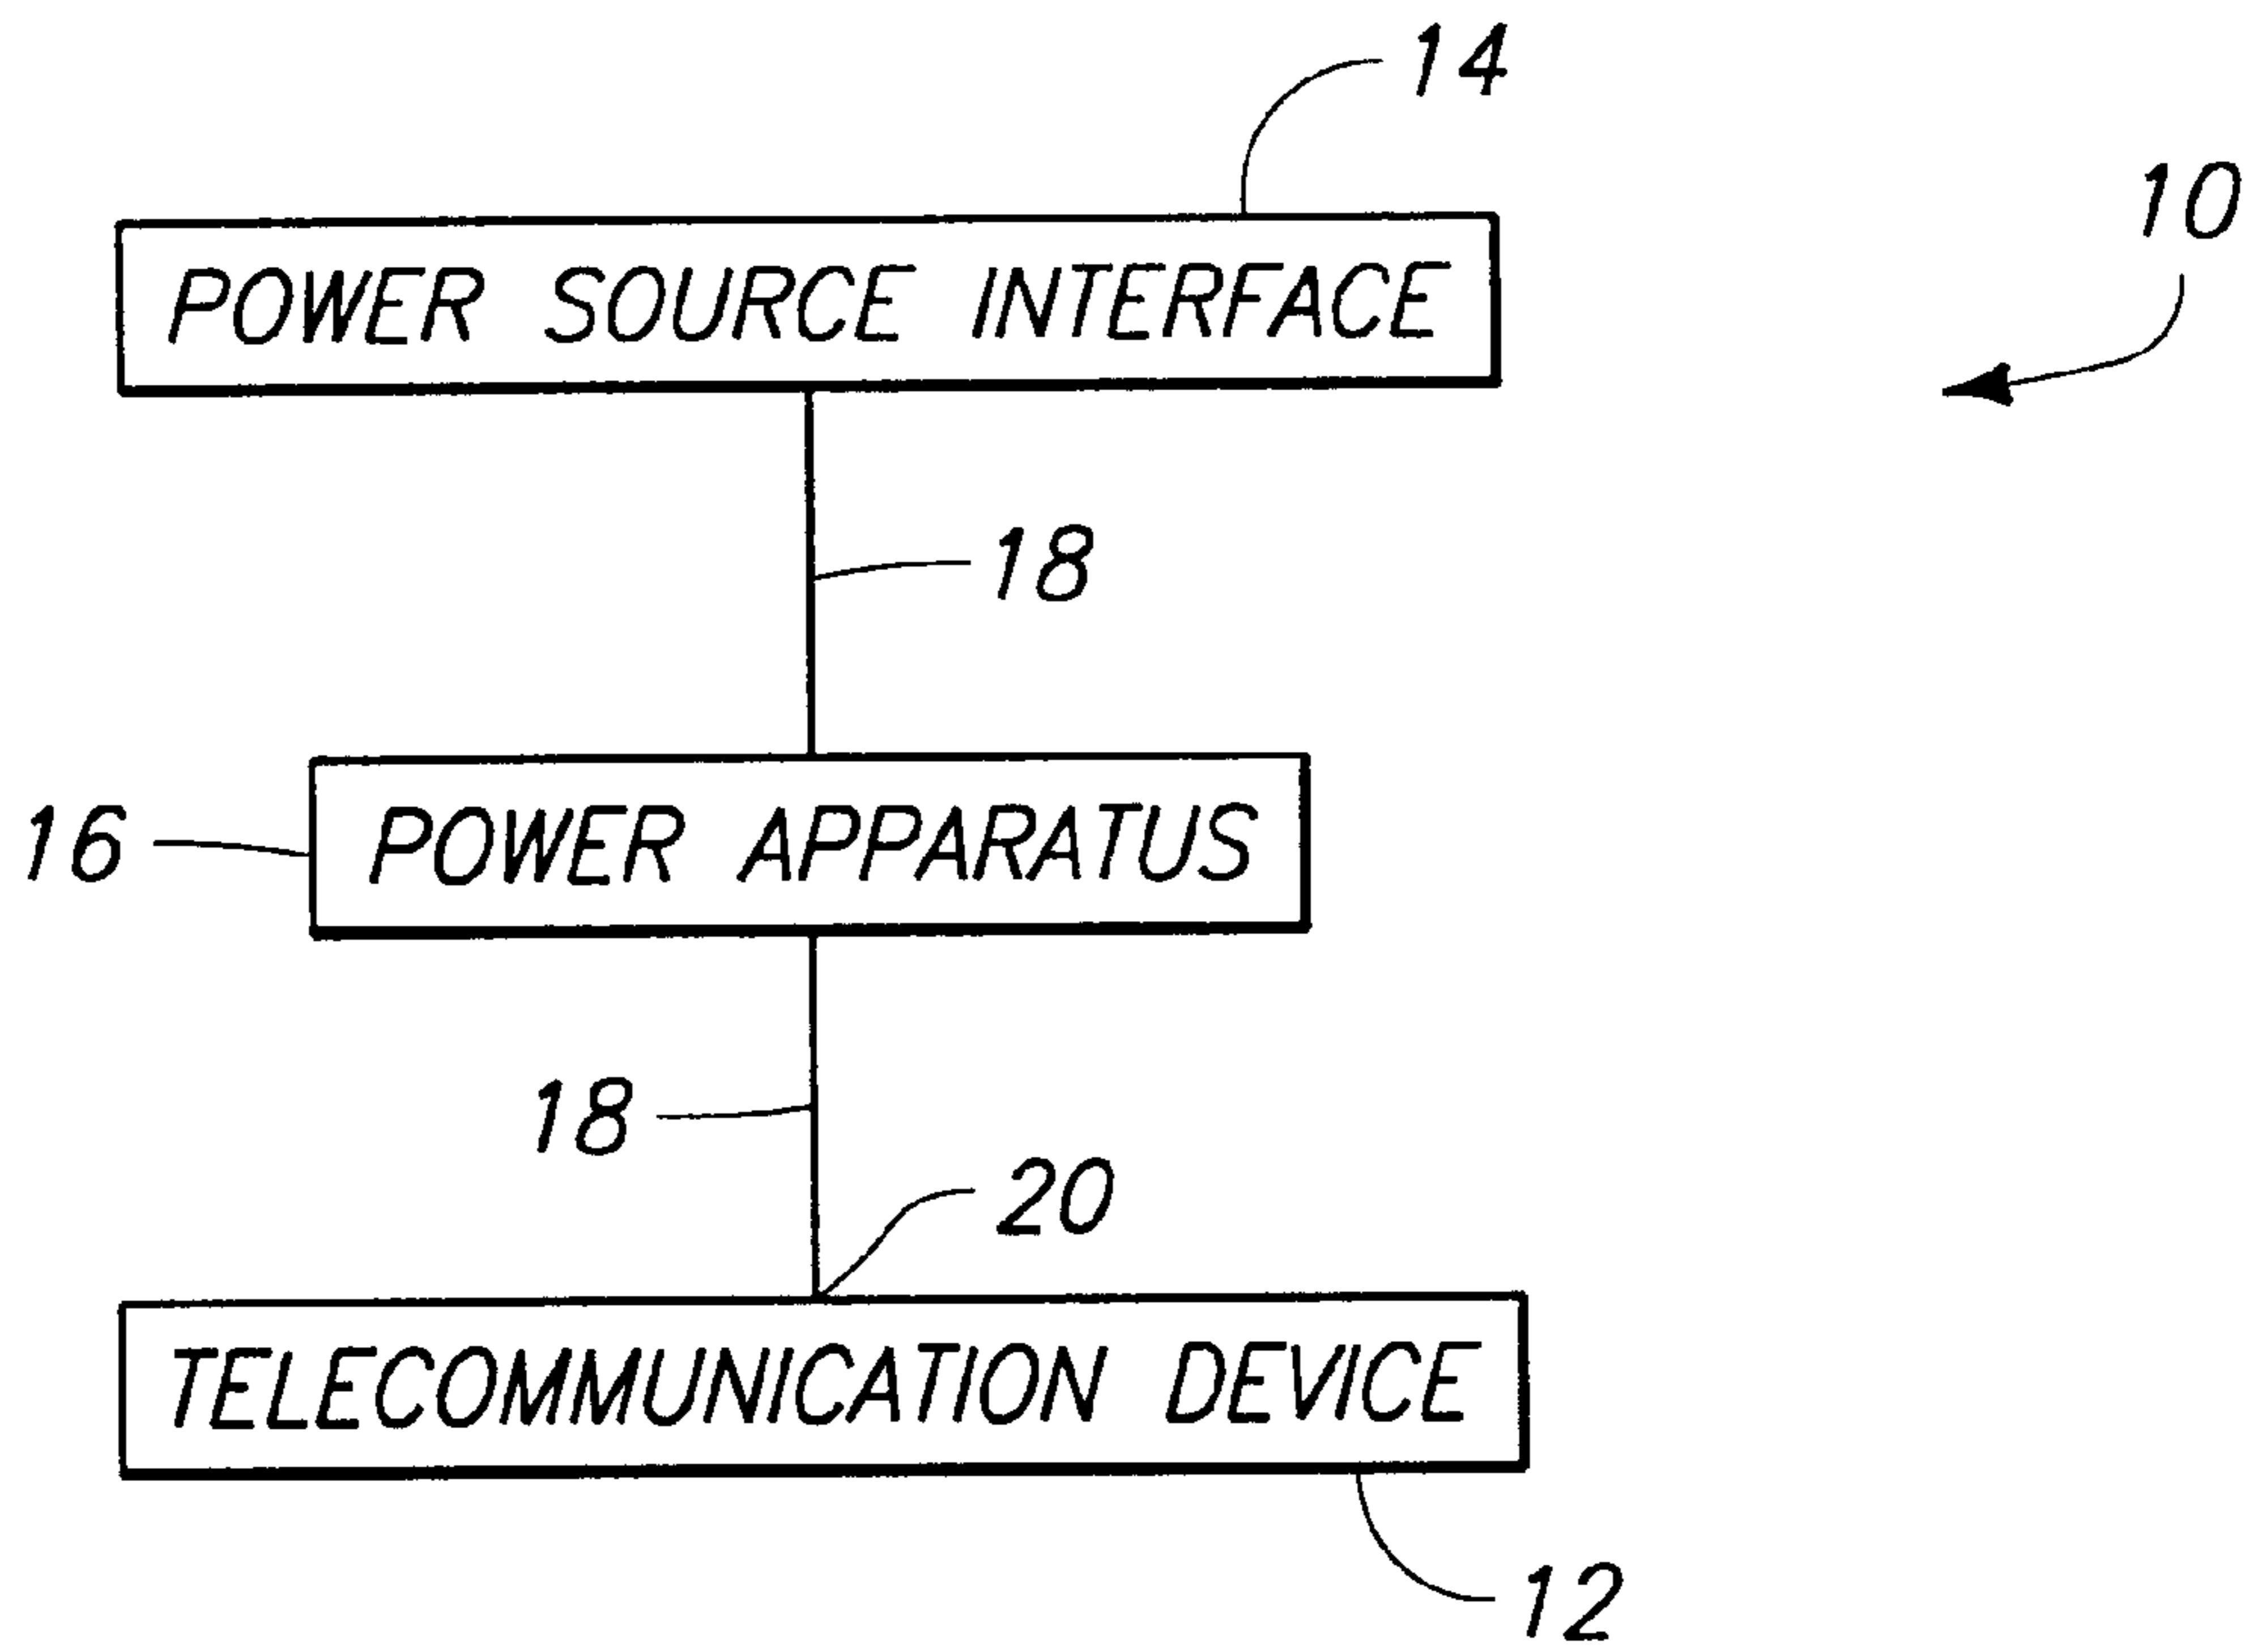 14
10
POWER SOURCE INTERFACE
18
16
POWER APPARATUS
18
20
TELECOMMUNICATION DEVICE
12